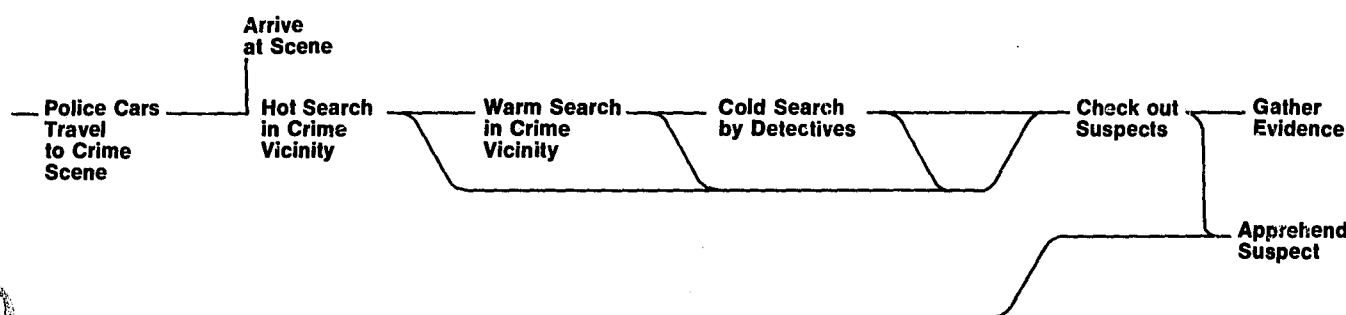 Arrive
at Scene
Police Cars
Travel
to Crime
Scene
Hot Search
in Crime
Vicinity
Warm Search
in Crime
Vicinity
Cold Search
by Detectives
Check out
Suspects
Gather
Evidence
Apprehend
Suspect